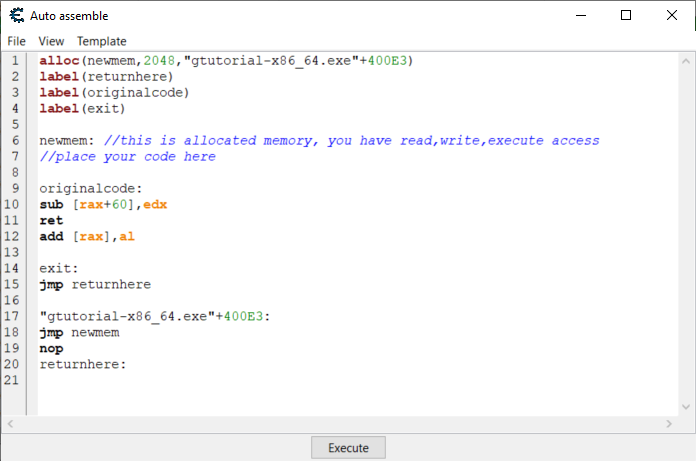 Auto assemble
File View Template
1 alloc(newmem,2048,"gtutorial-x86_64.exe"+400E3)
2 label(returnhere)
3 label(originalcode)
4 label(exit)
5
6 newmem: //this is allocated memory, you have read,write,execute access
7 //place your code here
8
9 originalcode:
10 sub [rax+60],edx
11 ret
12 add [rax],al
13
14 exit:
15 jmp returnhere
16
17 "gtutorial-x86_64.exe"+400E3:
18 jmp newmem
19 nop
20 returnhere:
21
Execute